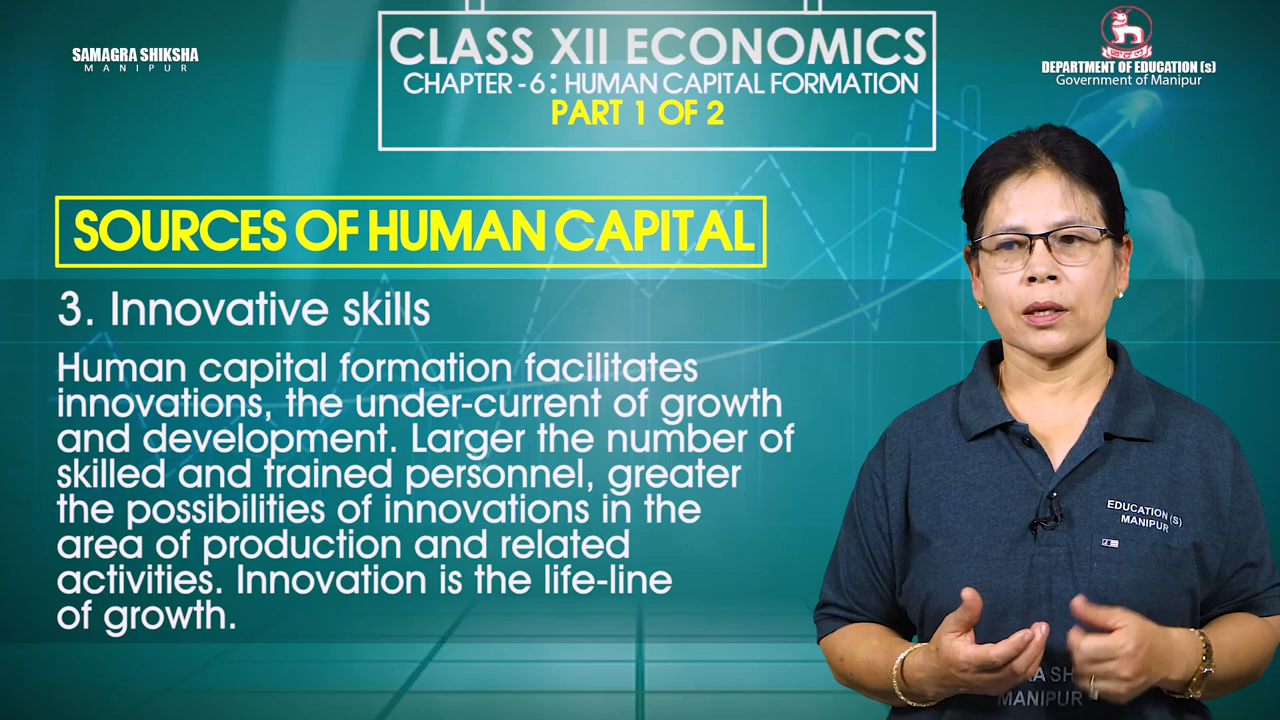 SAMAGRA SHIKSHA
MANIPUR
CLASS XII ECONOMICS
CHAPTER - 6 : HUMAN CAPITAL FORMATION
PART 1 OF 2
DEPARTMENT OF EDUCATION (s)
Government of Manipur
SOURCES OF HUMAN CAPITAL
3. Innovative skills
Human capital formation facilitates
innovations, the under-current of growth
and development. Larger the number of
skilled and trained personnel, greater
the possibilities of innovations in the
area of production and related
activities. Innovation is the life-line
of growth.
EDUCATION (S)
MANIPUR
MANIPUR